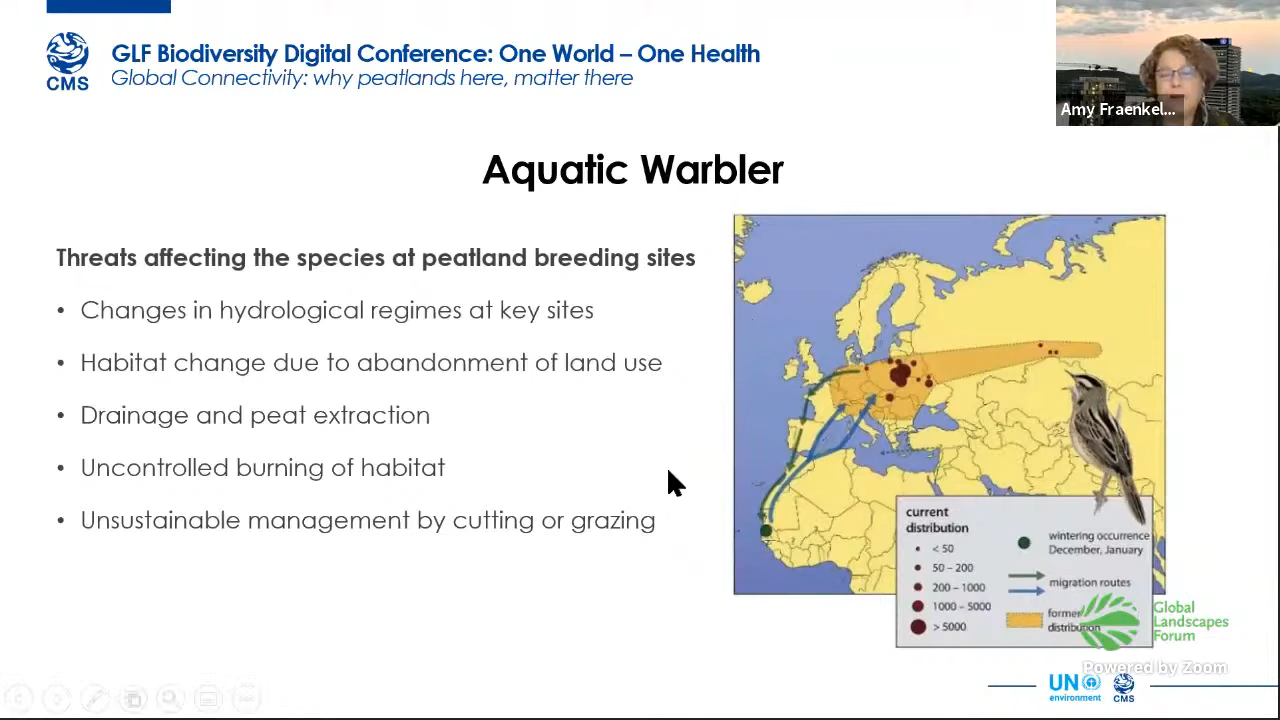 GLF Biodiversity Digital Conference: One World – One Health
Global Connectivity: why peatlands here, matter there
CMS
Amy Fraenkel...
Aquatic Warbler
Threats affecting the species at peatland breeding sites
• Changes in hydrological regimes at key sites
• Habitat change due to abandonment of land use
• Drainage and peat extraction
• Uncontrolled burning of habitat
• Unsustainable management by cutting or grazing
current
distribution
< 50
50 – 200
200 – 1000
1000 – 5000
> 5000
wintering occurrence
December, January
migration routes
former
distribution
Global
Landscapes
Forum
Powered by Zoom
UN
environment
CMS